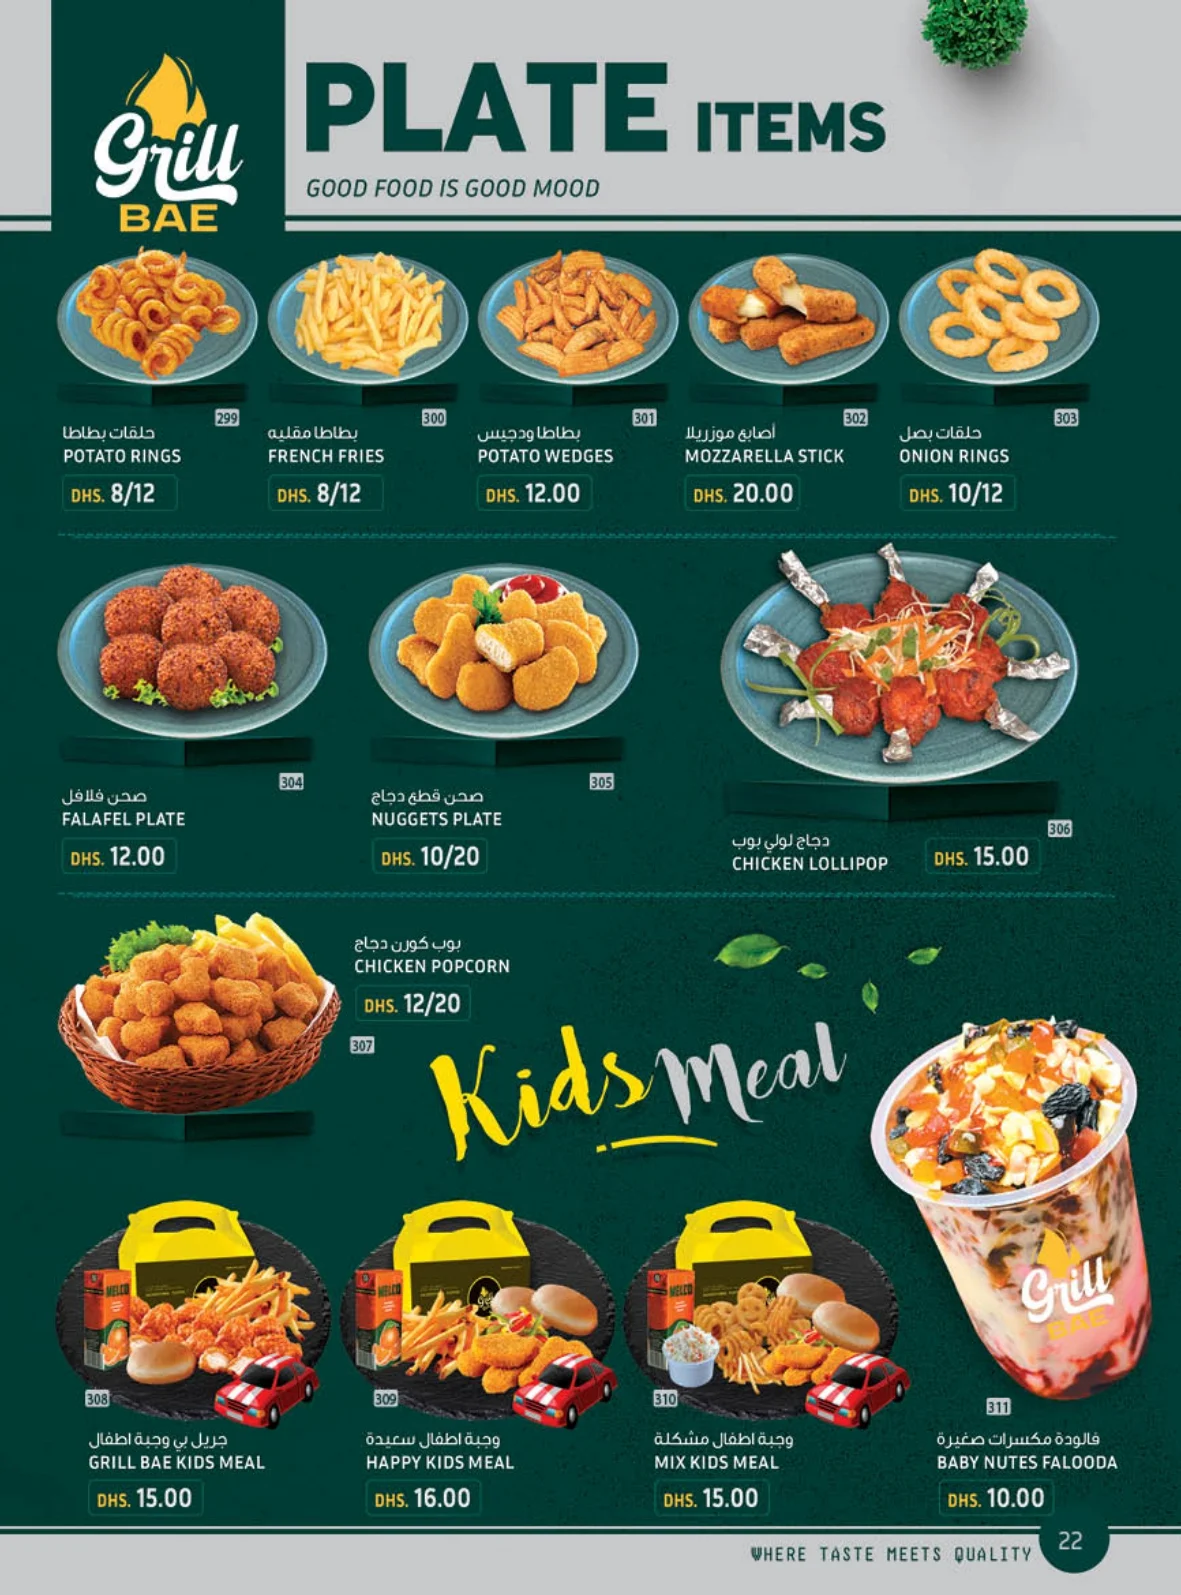 Grill
BAE
PLATE ITEMS
GOOD FOOD IS GOOD MOOD
299
حلقات بطاطا
POTATO RINGS
DHS. 8/12
300
بطاطا مقليه
FRENCH FRIES
DHS. 8/12
301
بطاطا ودجيس
POTATO WEDGES
DHS. 12.00
302
أصابع موزريلا
MOZZARELLA STICK
DHS. 20.00
303
حلقات بصل
ONION RINGS
DHS. 10/12
304
صحن فلافل
FALAFEL PLATE
DHS. 12.00
305
صحن قطع دجاج
NUGGETS PLATE
DHS. 10/20
306
دجاج لولي بوب
CHICKEN LOLLIPOP
DHS. 15.00
بوب كورن دجاج
CHICKEN POPCORN
DHS. 12/20
307
Kids Meal
Grill
BAE
MELCO
308
جريل بي وجبة اطفال
GRILL BAE KIDS MEAL
DHS. 15.00
MELCO
309
وجبة اطفال سعيدة
HAPPY KIDS MEAL
DHS. 16.00
MELCO
310
وجبة اطفال مشكلة
MIX KIDS MEAL
DHS. 15.00
311
فالودة مكسرات صغيرة
BABY NUTES FALOODA
DHS. 10.00
WHERE TASTE MEETS QUALITY
22